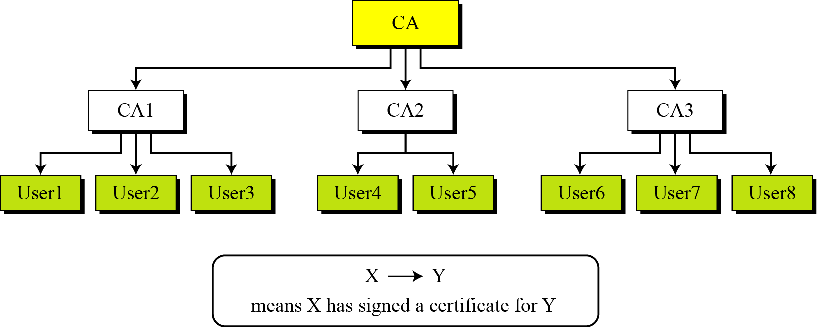 CA
CA1 CA2 CA3
User1 User2 User3 User4 User5 User6 User7 User8
X → Y
means X has signed a certificate for Y